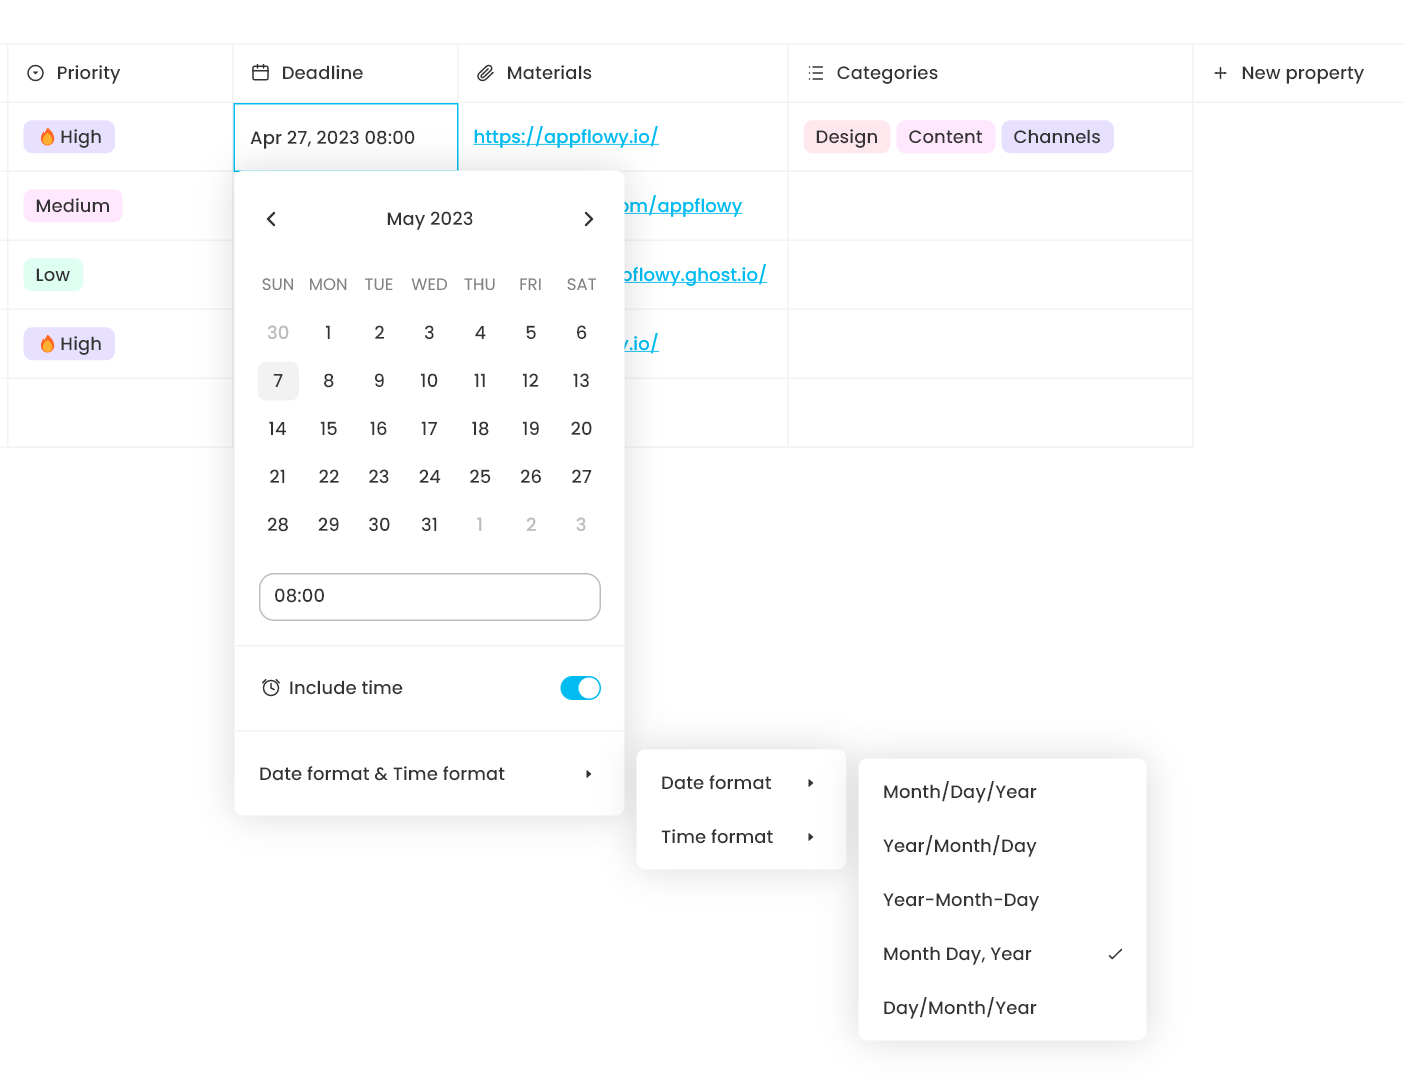 Priority Deadline Materials Categories + New property
High Apr 27, 2023 08:00 https://appflowy.io/ Design Content Channels
Medium om/appflowy
Low flowy.ghost.io/
High .io/
May 2023
SUN MON TUE WED THU FRI SAT
30 1 2 3 4 5 6
7 8 9 10 11 12 13
14 15 16 17 18 19 20
21 22 23 24 25 26 27
28 29 30 31 1 2 3
08:00
Include time
Date format & Time format
Date format
Time format
Month/Day/Year
Year/Month/Day
Year-Month-Day
Month Day, Year
Day/Month/Year